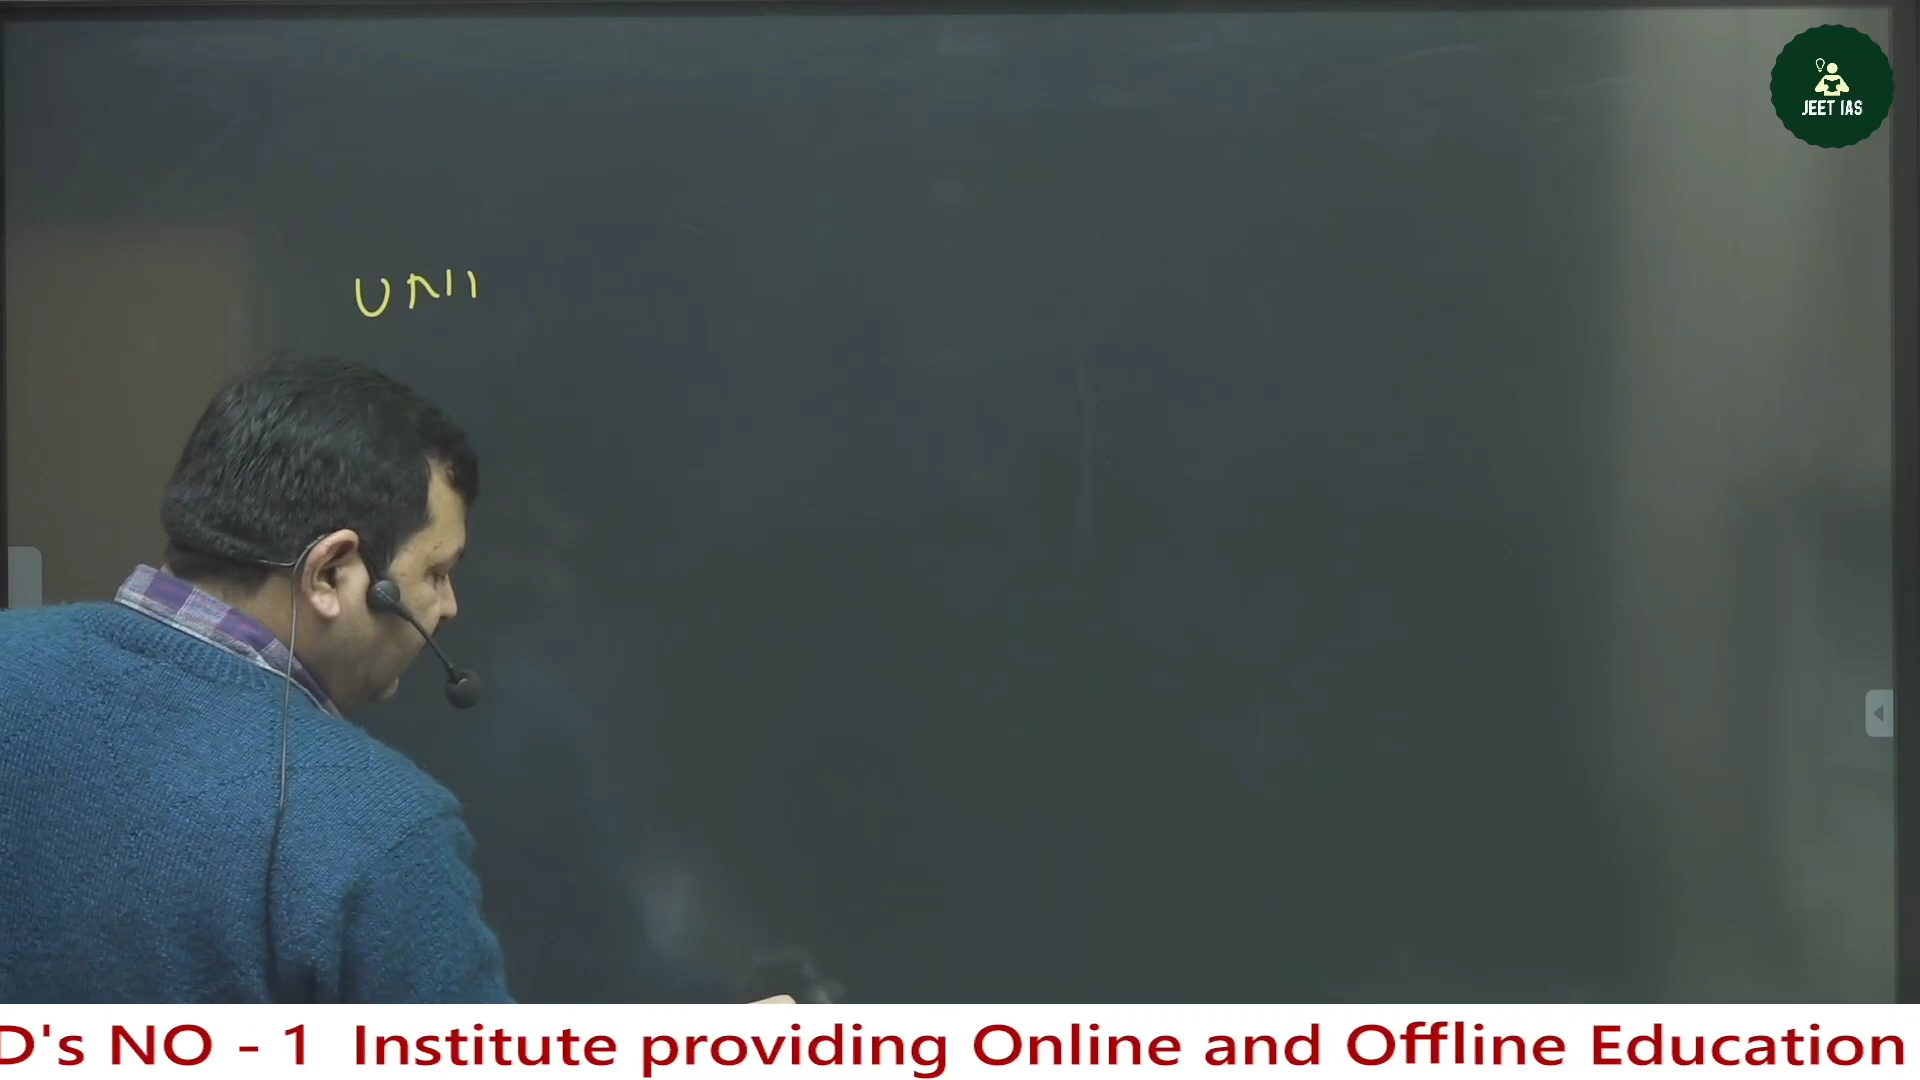 JEET IAS
UNI
D's NO - 1 Institute providing Online and Offline Education